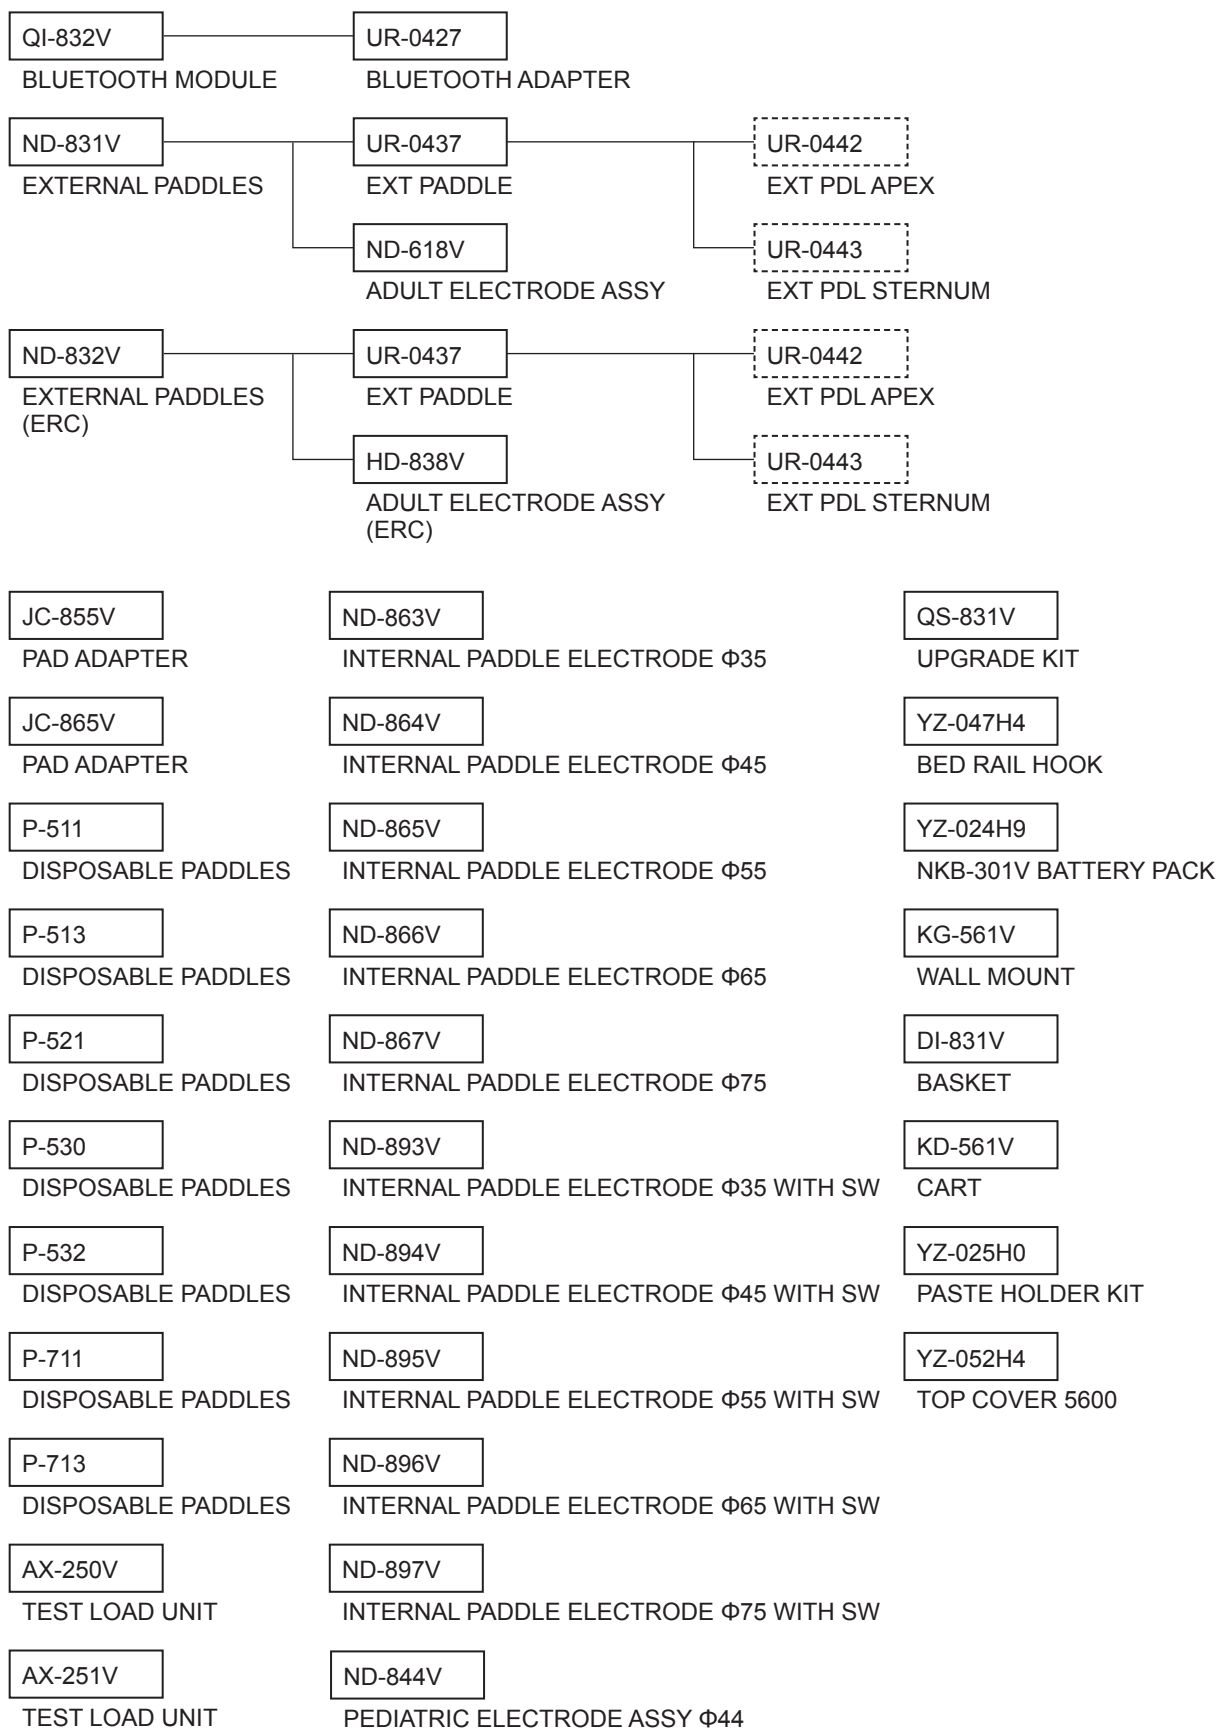 QI-832V
BLUETOOTH MODULE
UR-0427
BLUETOOTH ADAPTER
ND-831V
EXTERNAL PADDLES
UR-0437
EXT PADDLE
UR-0442
EXT PDL APEX
ND-618V
ADULT ELECTRODE ASSY
UR-0443
EXT PDL STERNUM
ND-832V
EXTERNAL PADDLES
(ERC)
UR-0437
EXT PADDLE
UR-0442
EXT PDL APEX
HD-838V
ADULT ELECTRODE ASSY
(ERC)
UR-0443
EXT PDL STERNUM
JC-855V
PAD ADAPTER
JC-865V
PAD ADAPTER
P-511
DISPOSABLE PADDLES
P-513
DISPOSABLE PADDLES
P-521
DISPOSABLE PADDLES
P-530
DISPOSABLE PADDLES
P-532
DISPOSABLE PADDLES
P-711
DISPOSABLE PADDLES
P-713
DISPOSABLE PADDLES
AX-250V
TEST LOAD UNIT
AX-251V
TEST LOAD UNIT
ND-863V
INTERNAL PADDLE ELECTRODE Φ35
ND-864V
INTERNAL PADDLE ELECTRODE Φ45
ND-865V
INTERNAL PADDLE ELECTRODE Φ55
ND-866V
INTERNAL PADDLE ELECTRODE Φ65
ND-867V
INTERNAL PADDLE ELECTRODE Φ75
ND-893V
INTERNAL PADDLE ELECTRODE Φ35 WITH SW
ND-894V
INTERNAL PADDLE ELECTRODE Φ45 WITH SW
ND-895V
INTERNAL PADDLE ELECTRODE Φ55 WITH SW
ND-896V
INTERNAL PADDLE ELECTRODE Φ65 WITH SW
ND-897V
INTERNAL PADDLE ELECTRODE Φ75 WITH SW
ND-844V
PEDIATRIC ELECTRODE ASSY Φ44
QS-831V
UPGRADE KIT
YZ-047H4
BED RAIL HOOK
YZ-024H9
NKB-301V BATTERY PACK
KG-561V
WALL MOUNT
DI-831V
BASKET
KD-561V
CART
YZ-025H0
PASTE HOLDER KIT
YZ-052H4
TOP COVER 5600